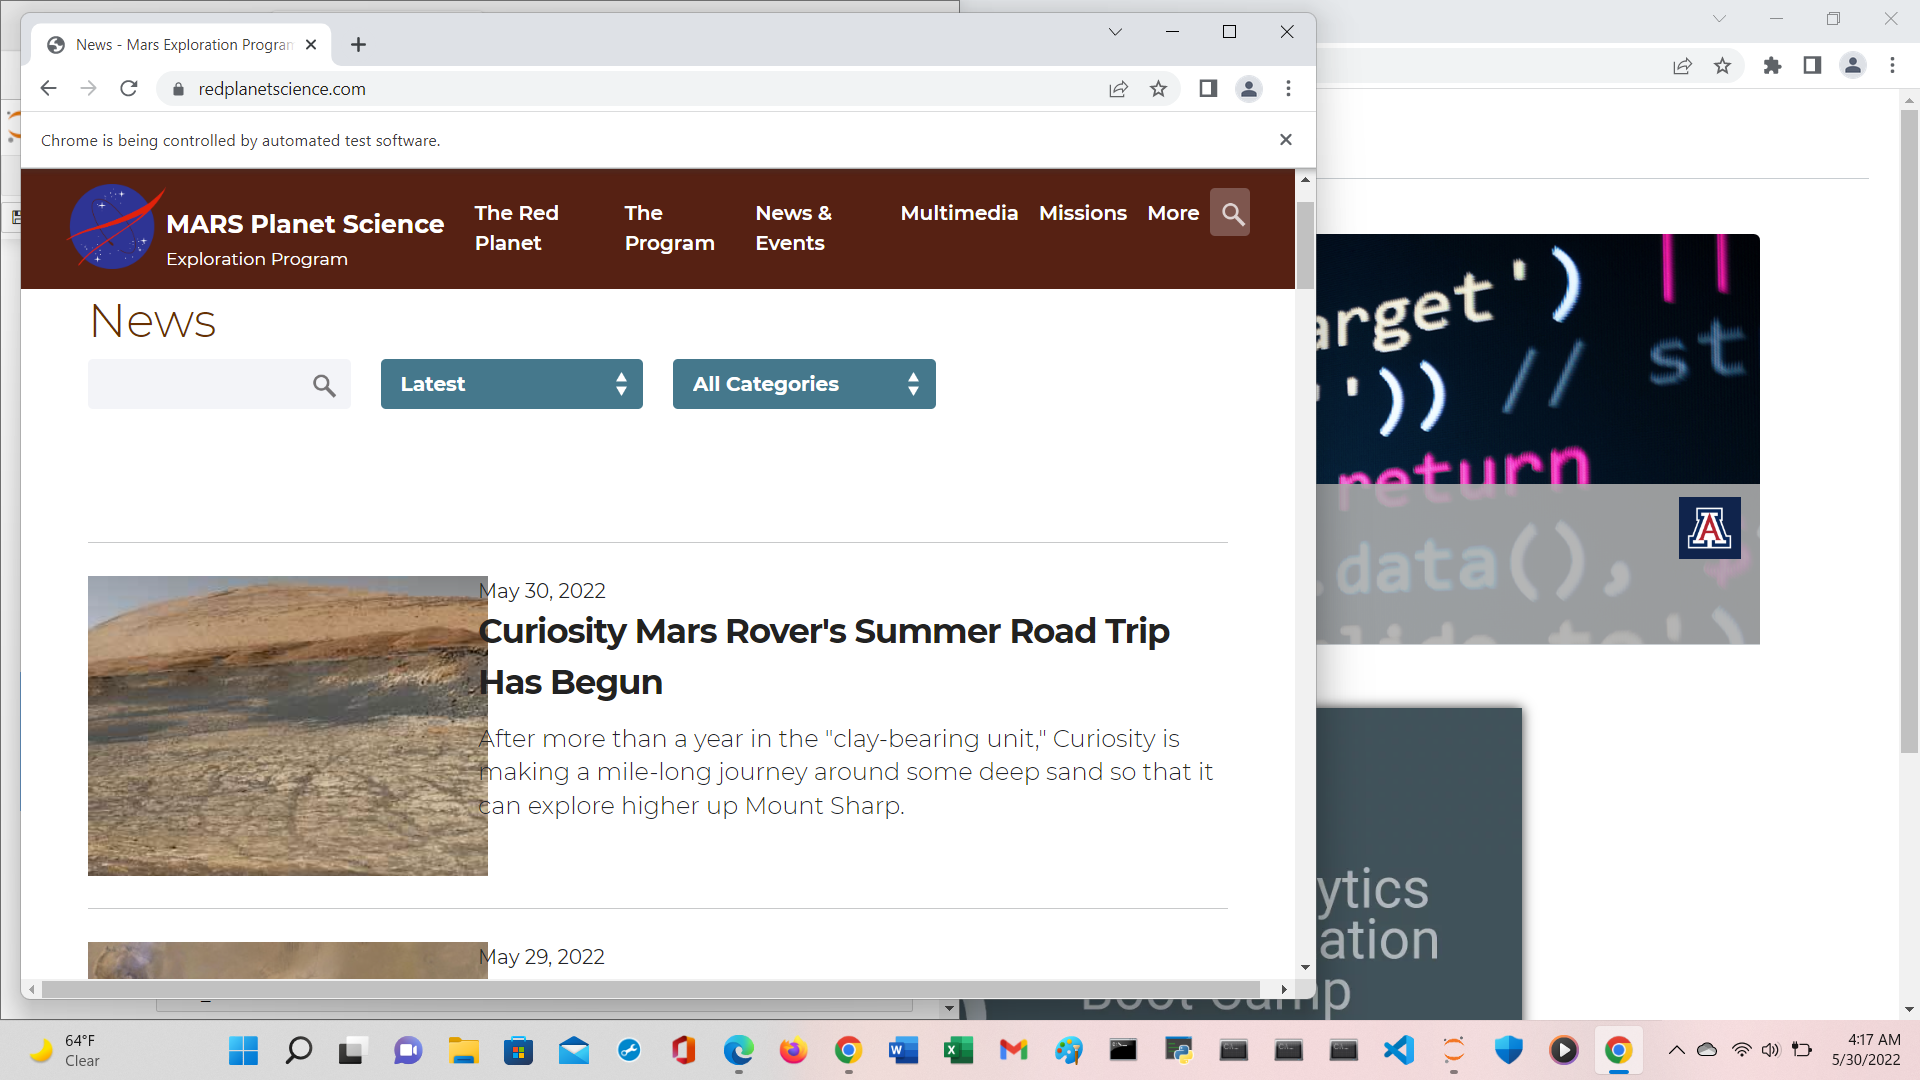 News - Mars Exploration Progran
redplanetscience.com
Chrome is being controlled by automated test software.
MARS Planet Science
Exploration Program
The Red
Planet
The
Program
News &
Events
Multimedia
Missions
More
News
Latest
All Categories
May 30, 2022
Curiosity Mars Rover's Summer Road Trip
Has Begun
After more than a year in the "clay-bearing unit," Curiosity is
making a mile-long journey around some deep sand so that it
can explore higher up Mount Sharp.
May 29, 2022
arget') ||
')) // st
return
.data(),
A
ytics
ation
Boot Camp
64°F
Clear
4:17 AM
5/30/2022